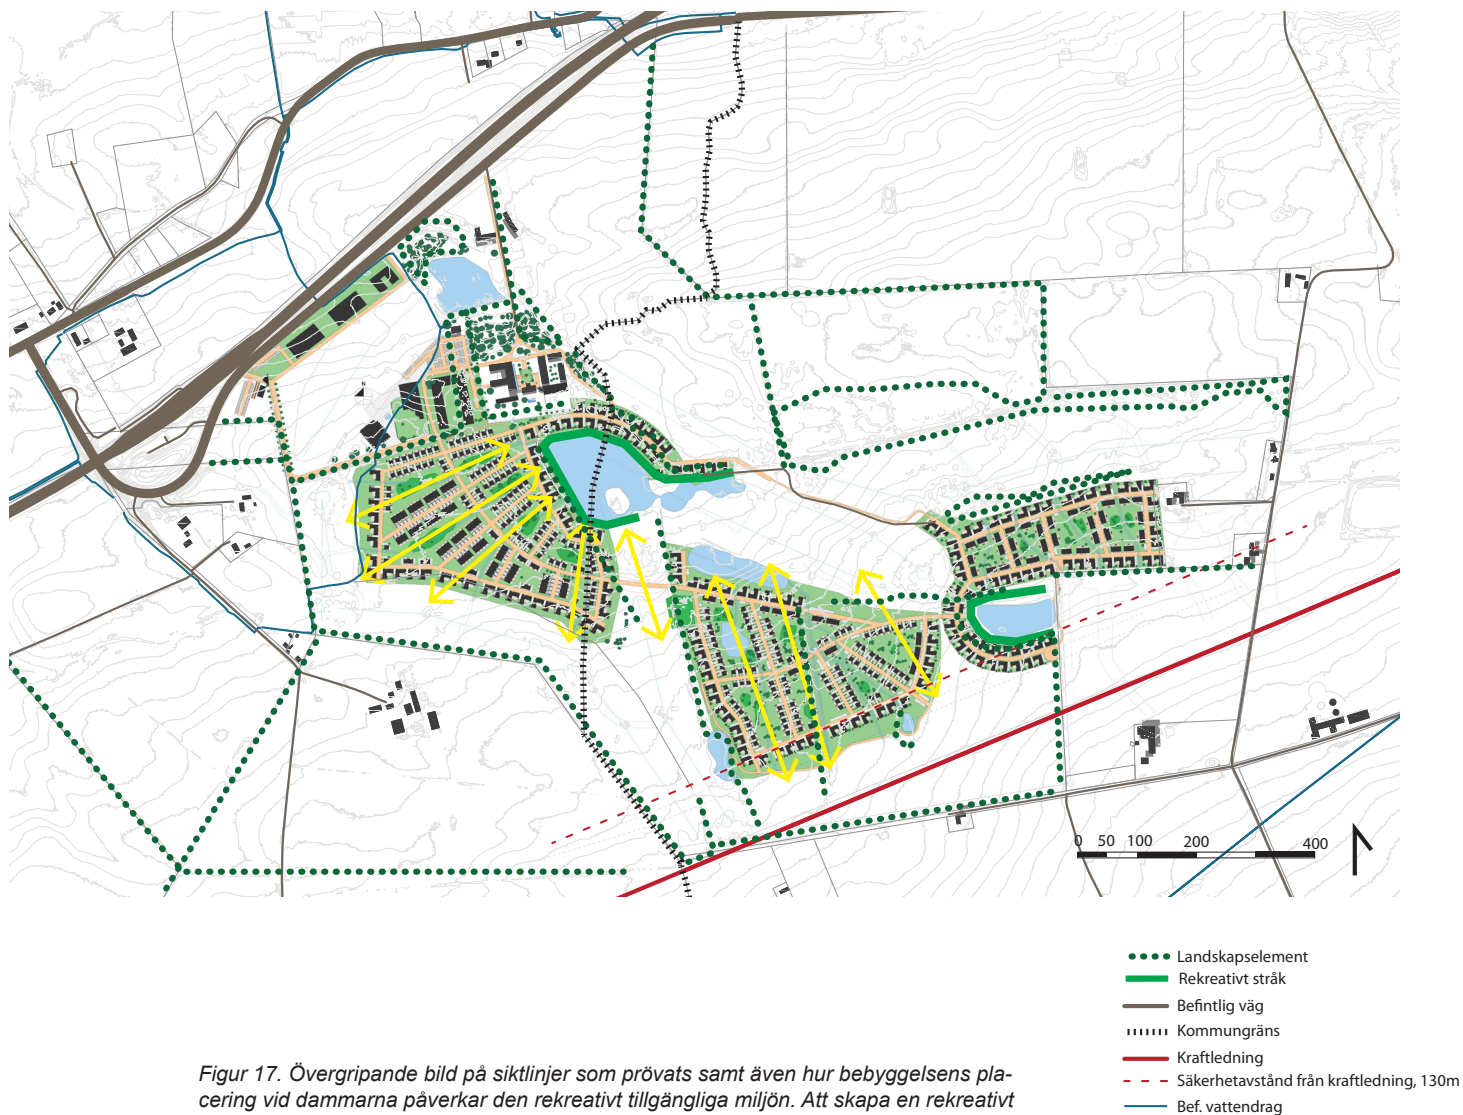 N
0 50 100 200 400
Landskapselement
Rekreativt stråk
Befintlig väg
Kommungräns
Kraftledning
Säkerhetavstånd från kraftledning, 130m
Bef. vattendrag
Figur 17. Övergripande bild på siktlinjer som prövats samt även hur bebyggelsens pla-
cering vid dammarna påverkar den rekreativt tillgängliga miljön. Att skapa en rekreativt